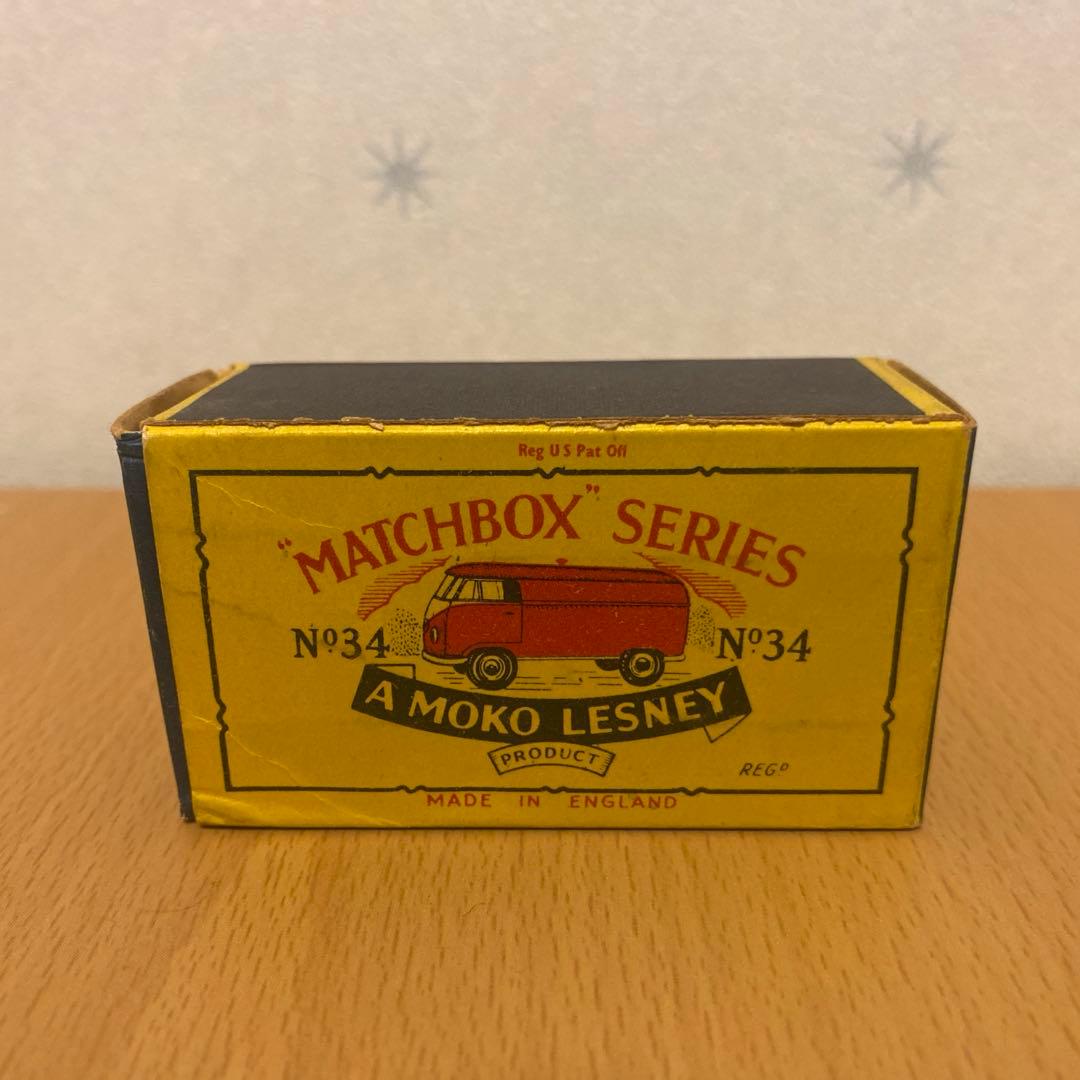 Reg U S Pat Off
"MATCHBOX" SERIES
Nº34 Nº34
A MOKO LESNEY
PRODUCT
REGᴰ
MADE IN ENGLAND